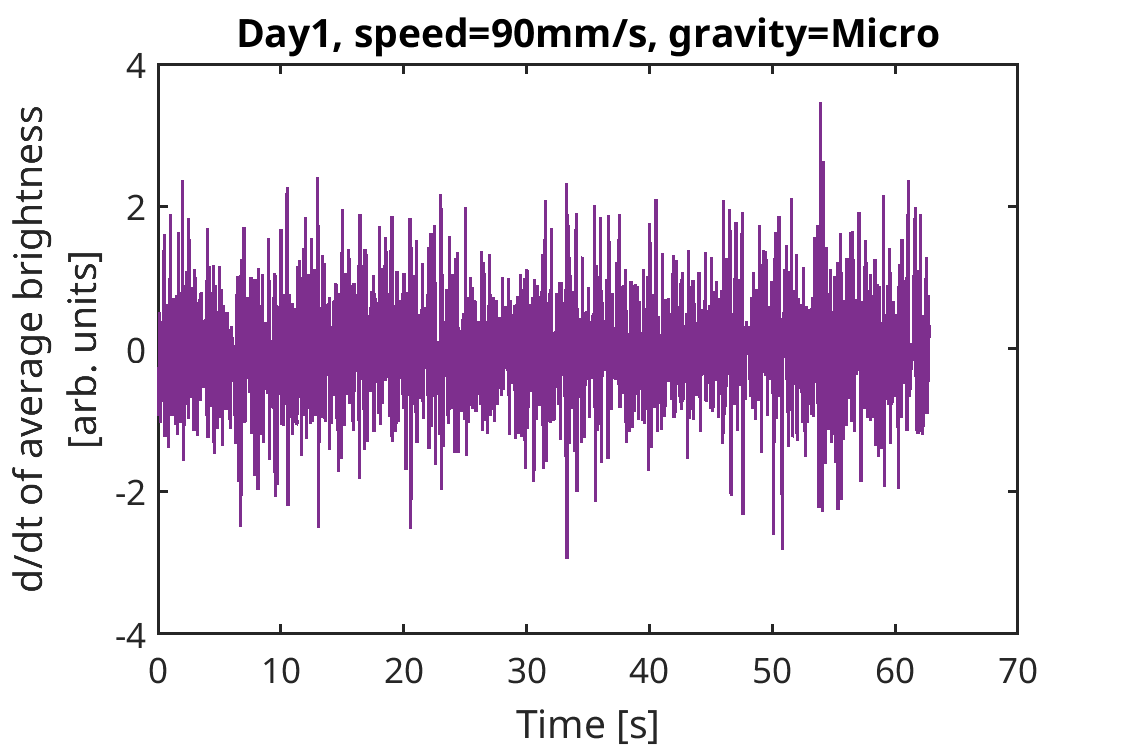 Day1, speed=90mm/s, gravity=Micro
d/dt of average brightness
[arb. units]
4
2
0
-2
-4
0 10 20 30 40 50 60 70
Time [s]